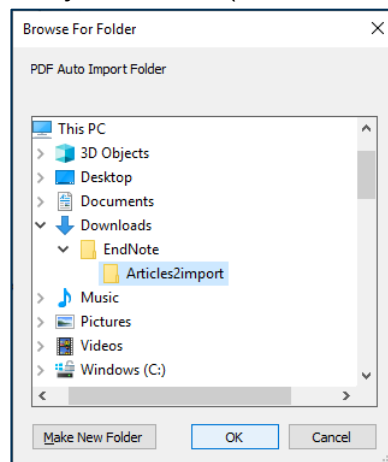 Browse For Folder
PDF Auto Import Folder
This PC
3D Objects
Desktop
Documents
Downloads
EndNote
Articles2import
Music
Pictures
Videos
Windows (C:)
Make New Folder OK Cancel